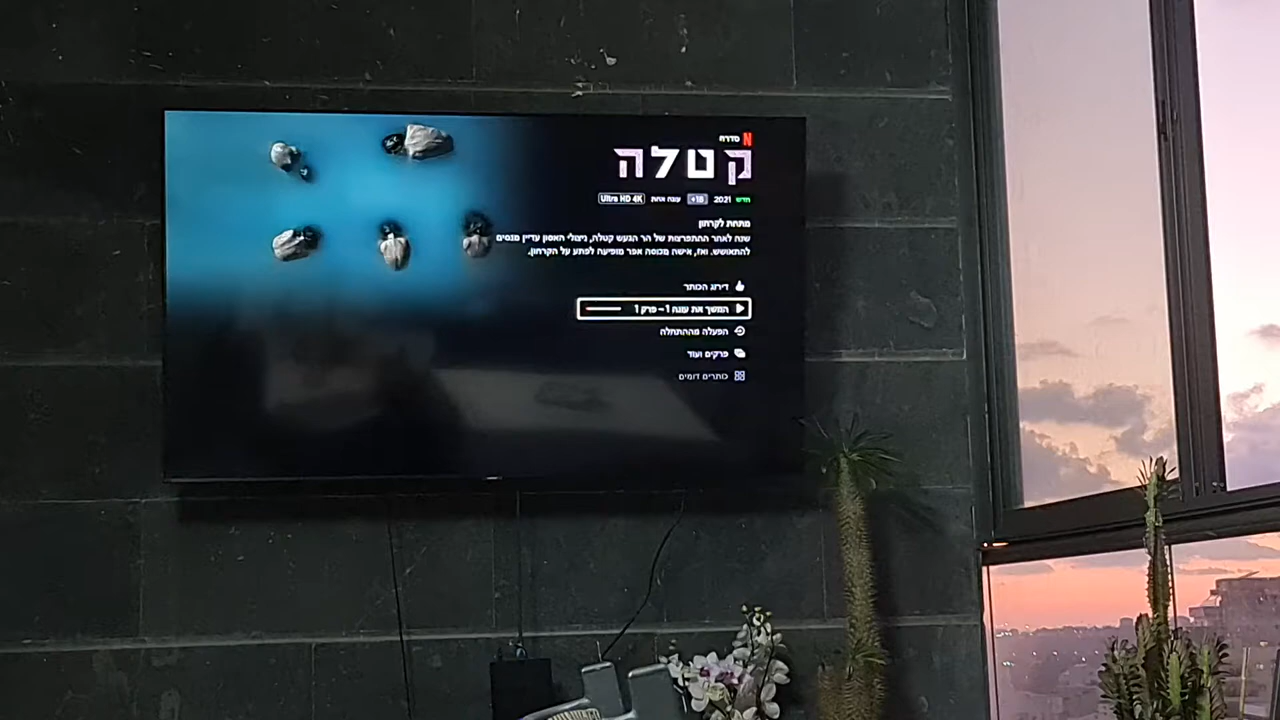 N סדרה
קטלה
חדש 2021 18+ עונה אחת Ultra HD 4K
מתחת לקרחון
שנה לאחר ההתפרצות של הר הגעש קטלה, ניצולי האסון עדיין מנסים
להתאושש. ואז, אישה מכוסה אפר מופיעה לפתע על הקרחון.
דירוג הכותר
המשך את עונה 1 – פרק 1
הפעלה מההתחלה
פרקים ועוד
כותרים דומים